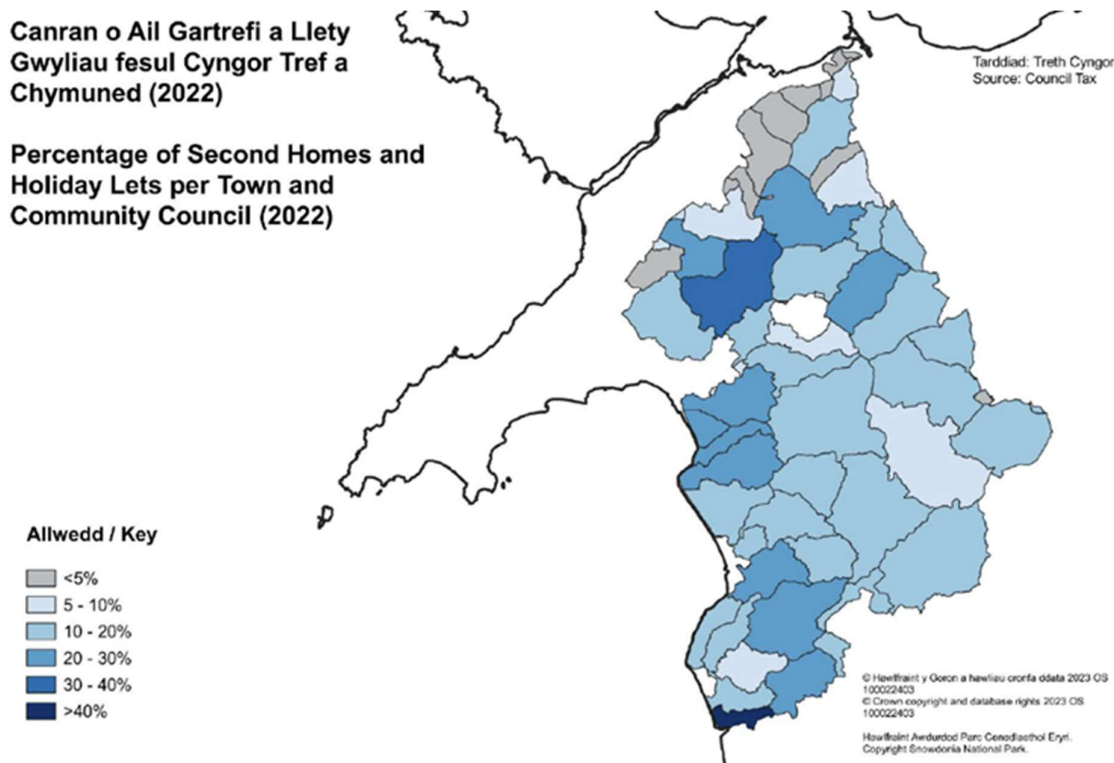 Canran o Ail Gartrefi a Llety
Gwyliau fesul Cyngor Tref a
Chymuned (2022)
Percentage of Second Homes and
Holiday Lets per Town and
Community Council (2022)
Tarddiad: Treth Cyngor
Source: Council Tax
Allwedd / Key
<5%
5 - 10%
10 - 20%
20 - 30%
30 - 40%
>40%
© Hawlfraint y Goron a hawliau cronfa ddata 2023 OS
100022403
© Crown copyright and database rights 2023 OS
100022403
Hawlfraint Awdurdod Parc Cenedlaethol Eryri.
Copyright Snowdonia National Park.